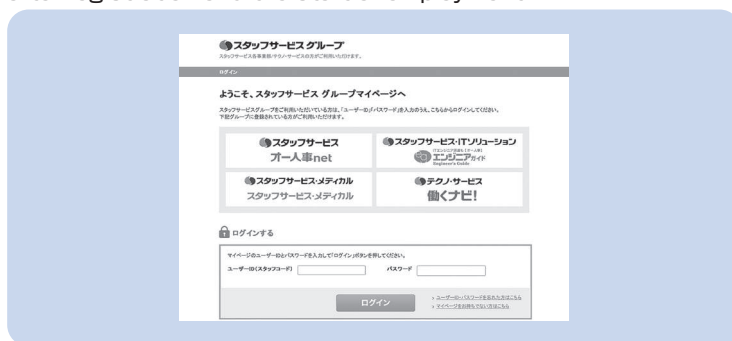 スタッフサービス グループ
スタッフサービス各事業部・テクノ・サービスの方がご利用いただけます。
ログイン
ようこそ、スタッフサービス グループマイページへ
スタッフサービスグループをご利用いただいている方は、「ユーザーID」「パスワード」を入力のうえ、こちらからログインしてください。
下記グループに登録されている方がご利用いただけます。
スタッフサービス
オー人事net
スタッフサービス・ITソリューション
エンジニアガイド
Engineer's Guide
スタッフサービス・メディカル
スタッフサービス・メディカル
テクノ・サービス
働くナビ!
ログインする
マイページのユーザーIDとパスワードを入力して「ログイン」ボタンを押してください。
ユーザーID(スタッフコード)
パスワード
ログイン
> ユーザーID・パスワードを忘れた方はこちら
> マイページをお持ちでない方はこちら